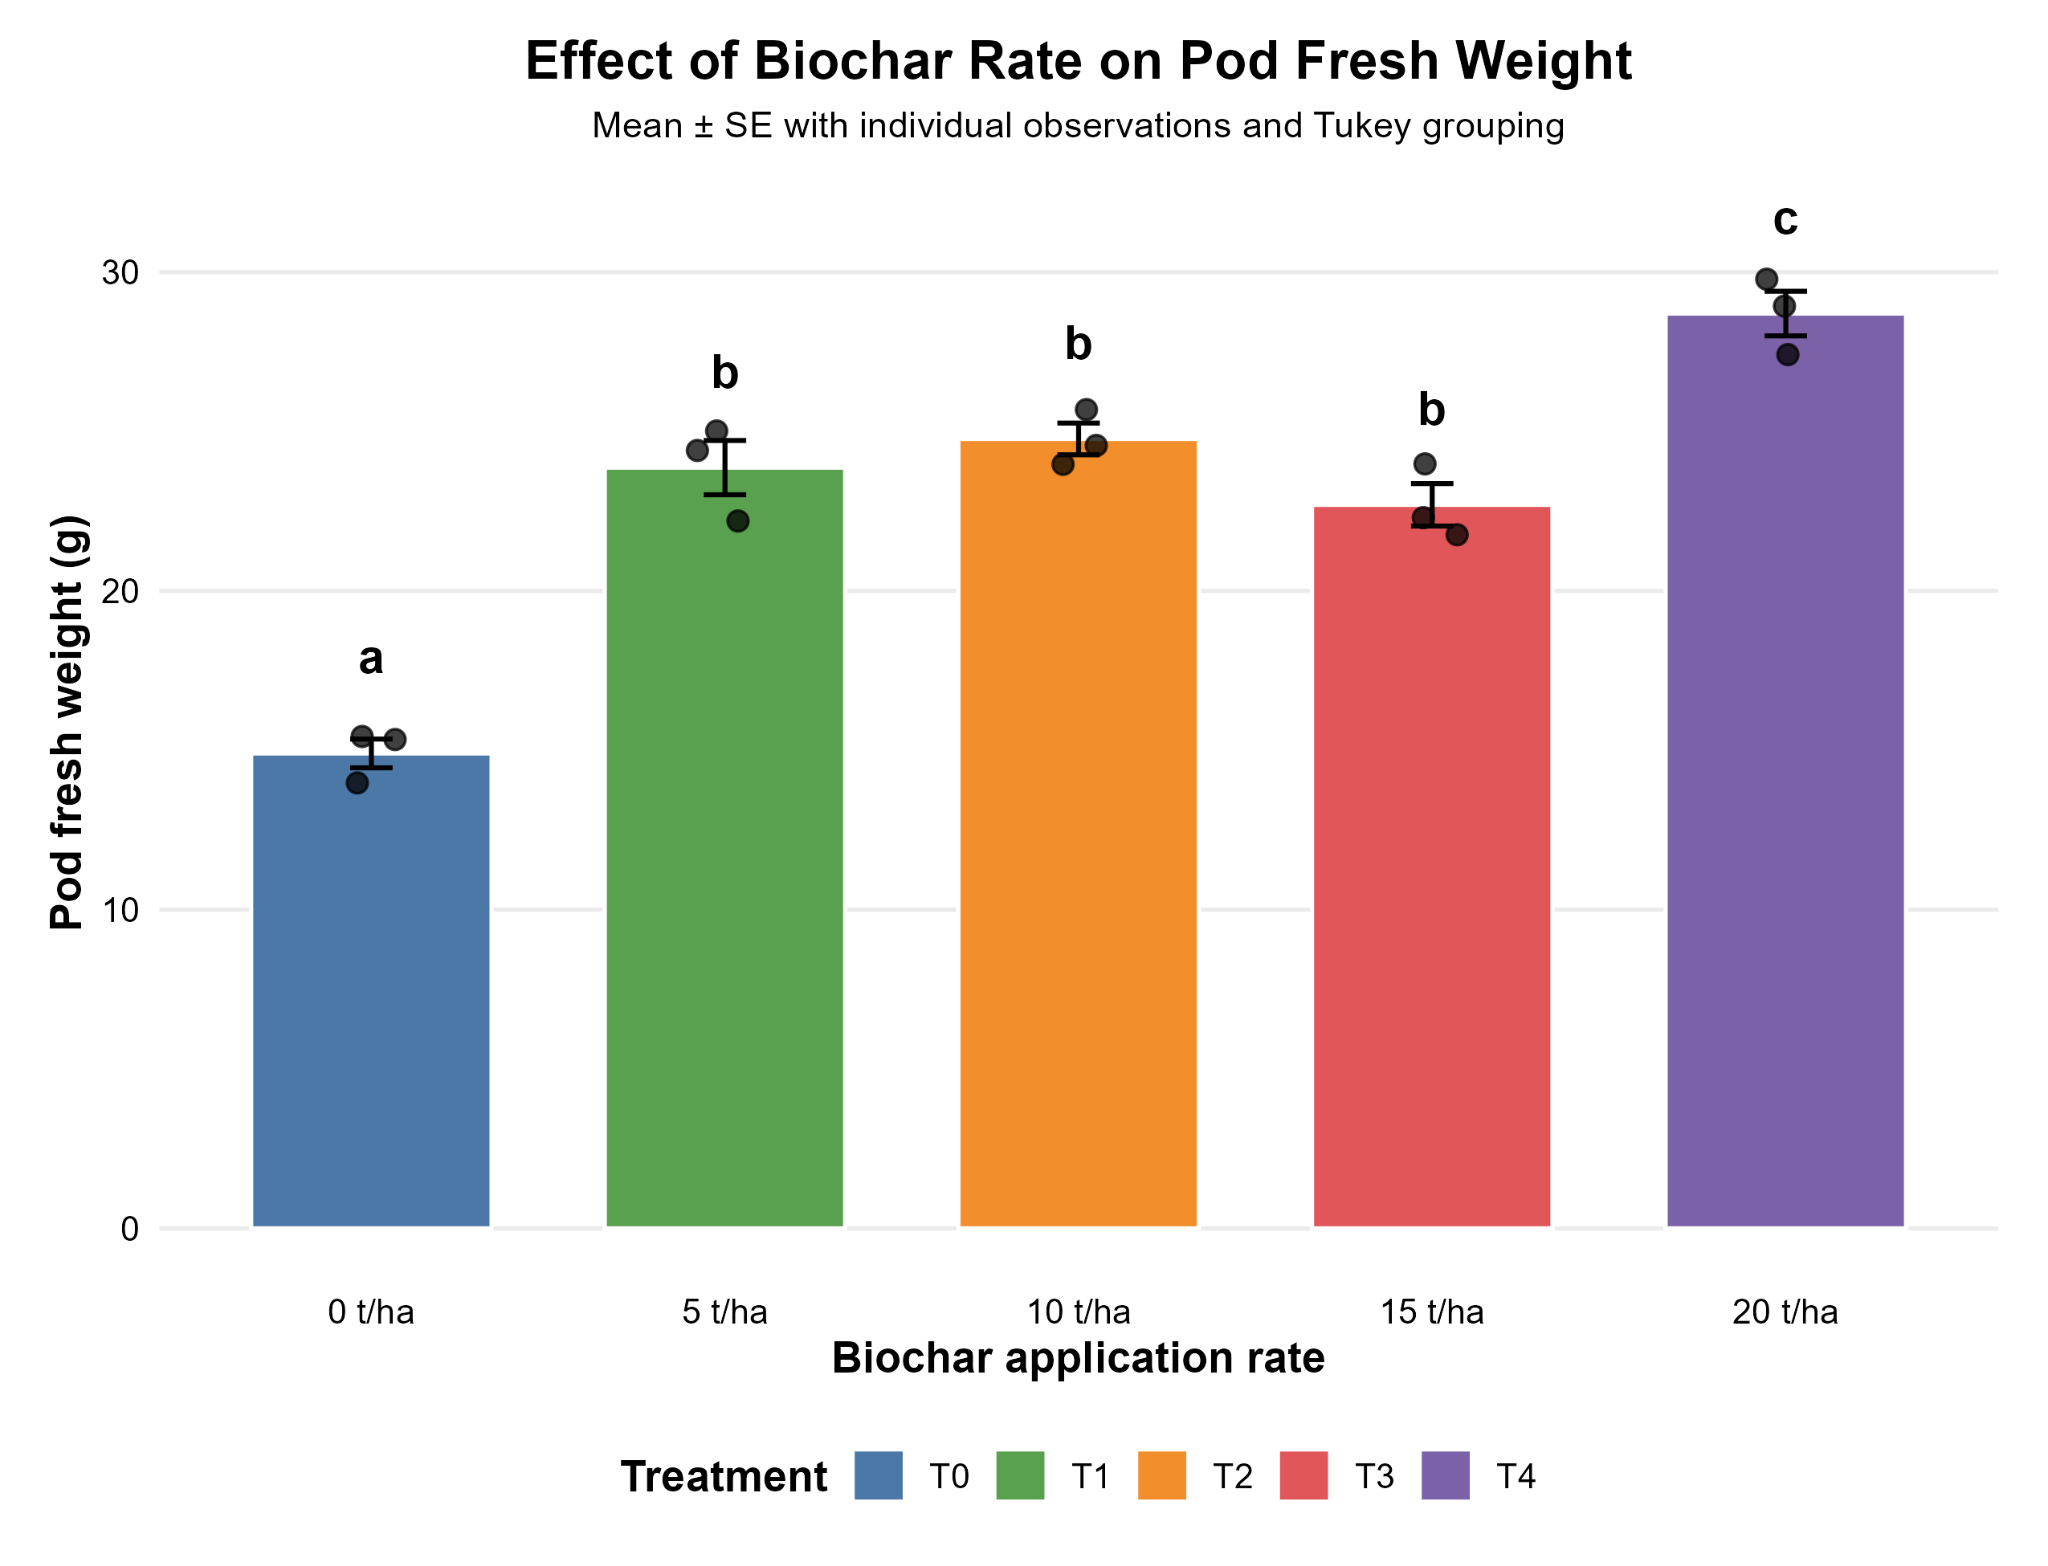 Effect of Biochar Rate on Pod Fresh Weight
Mean ± SE with individual observations and Tukey grouping
Pod fresh weight (g)
30
20
10
0
a
b
b
b
c
0 t/ha
5 t/ha
10 t/ha
15 t/ha
20 t/ha
Biochar application rate
Treatment T0 T1 T2 T3 T4